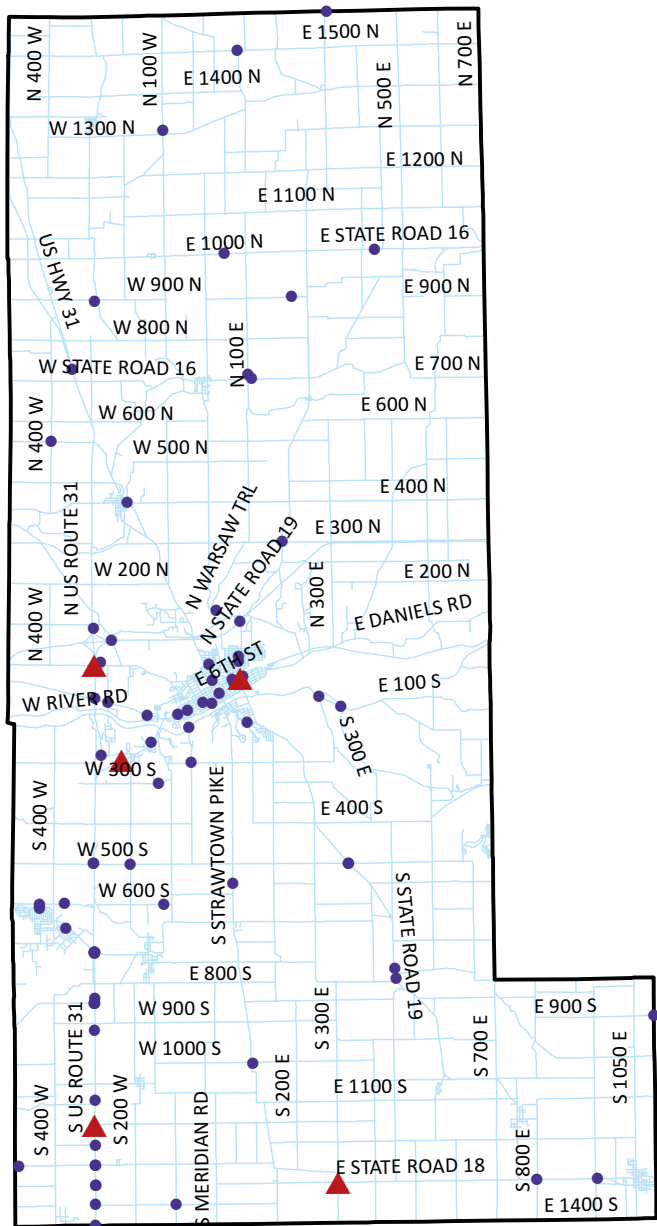 E 1500 N
N 400 W
N 100 W
N 700 E
E 1400 N
N 500 E
W 1300 N
E 1200 N
E 1100 N
E STATE ROAD 16
E 1000 N
US HWY 31
W 900 N
E 900 N
W 800 N
N 100 E
W STATE ROAD 16
E 700 N
E 600 N
W 600 N
N 400 W
W 500 N
E 400 N
N US ROUTE 31
N WARSAW TRL
N STATE ROAD 19
E 300 N
W 200 N
E 200 N
N 300 E
E DANIELS RD
N 400 W
E 6TH ST
E 100 S
W RIVER RD
S 300 E
W 300 S
S 400 W
E 400 S
W 500 S
S STRAWTOWN PIKE
W 600 S
S STATE ROAD 19
E 800 S
W 900 S
S 300 E
E 900 S
S US ROUTE 31
W 1000 S
S 700 E
S 1050 E
S 400 W
S 200 W
S 200 E
E 1100 S
S MERIDIAN RD
E STATE ROAD 18
S 800 E
E 1400 S